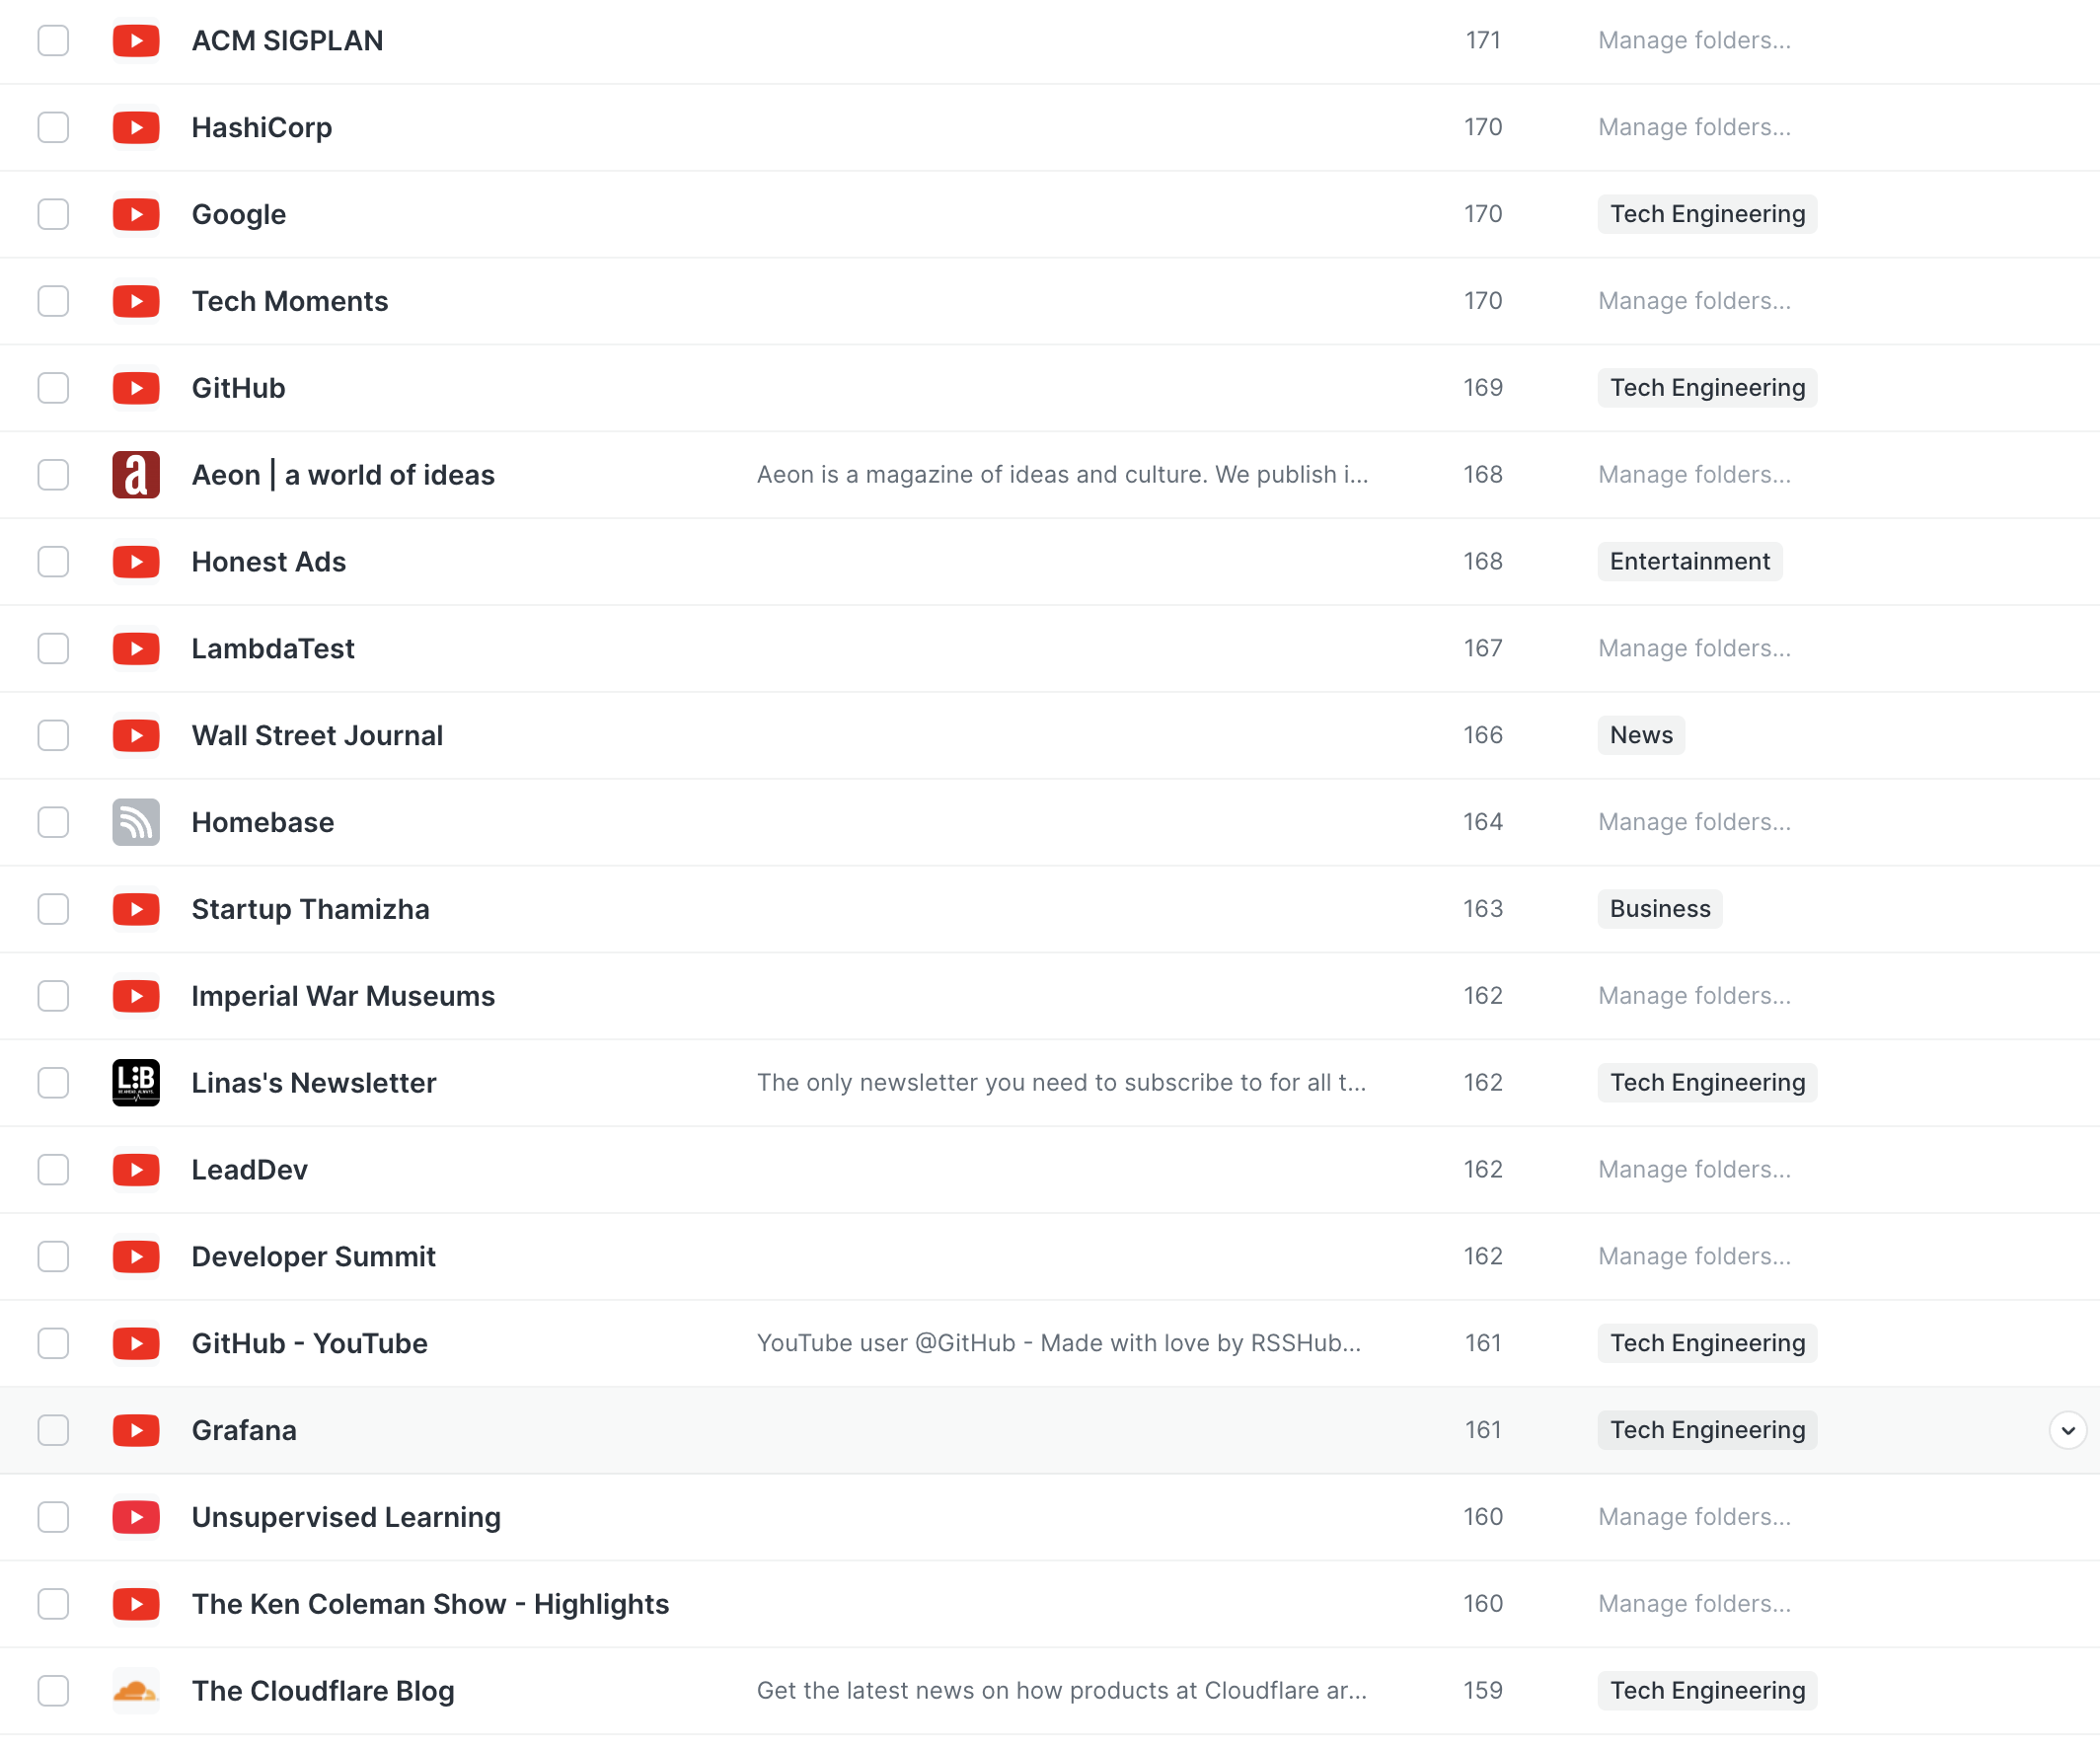 ACM SIGPLAN 171 Manage folders...
HashiCorp 170 Manage folders...
Google 170 Tech Engineering
Tech Moments 170 Manage folders...
GitHub 169 Tech Engineering
a Aeon | a world of ideas Aeon is a magazine of ideas and culture. We publish i... 168 Manage folders...
Honest Ads 168 Entertainment
LambdaTest 167 Manage folders...
Wall Street Journal 166 News
Homebase 164 Manage folders...
Startup Thamizha 163 Business
Imperial War Museums 162 Manage folders...
L:B Linas's Newsletter The only newsletter you need to subscribe to for all t... 162 Tech Engineering
LeadDev 162 Manage folders...
Developer Summit 162 Manage folders...
GitHub - YouTube YouTube user @GitHub - Made with love by RSSHub... 161 Tech Engineering
Grafana 161 Tech Engineering
Unsupervised Learning 160 Manage folders...
The Ken Coleman Show - Highlights 160 Manage folders...
The Cloudflare Blog Get the latest news on how products at Cloudflare ar... 159 Tech Engineering